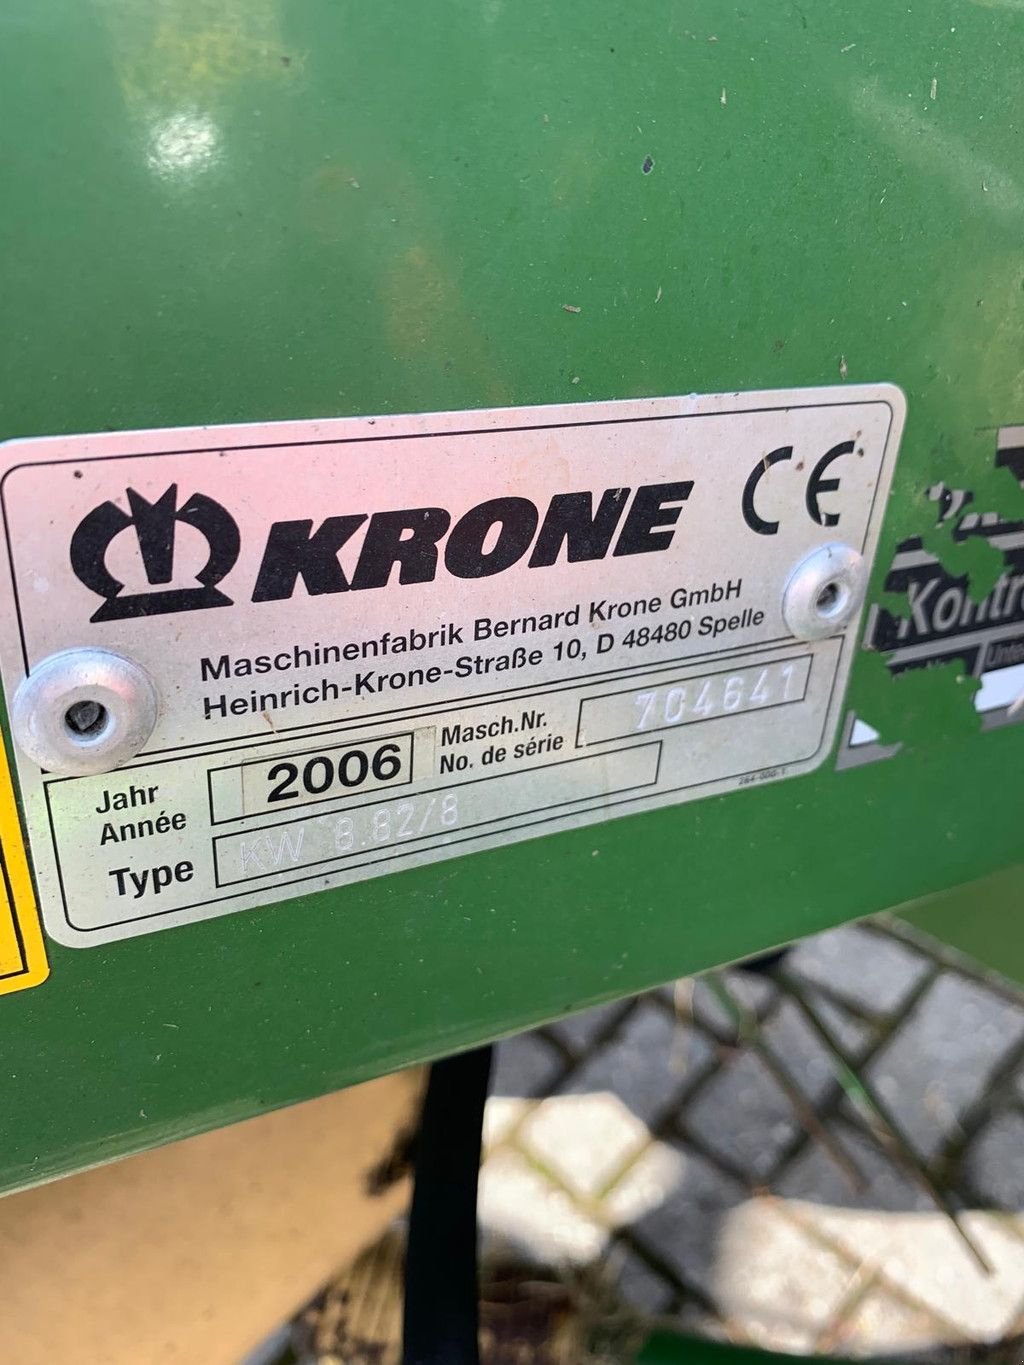 KRONE CE
Maschinenfabrik Bernard Krone GmbH
Heinrich-Krone-Straße 10, D 48480 Spelle
Jahr
Année
2006
Masch.Nr.
No. de série
704641
Type
KW 8.82/8